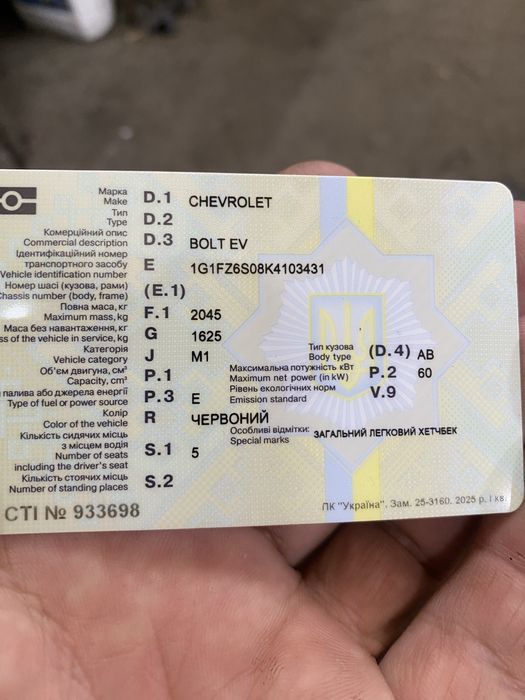 Марка
Make D.1 CHEVROLET
Тип
Type D.2
Комерційний опис
Commercial description D.3 BOLT EV
Ідентифікаційний номер
транспортного засобу
Vehicle identification number E 1G1FZ6S08K4103431
Номер шасі (кузова, рами)
Chassis number (body, frame) (E.1)
Повна маса, кг
Maximum mass, kg F.1 2045
Маса без навантаження, кг
of the vehicle in service, kg G 1625
Категорія
Vehicle category J M1
Об'єм двигуна, см³
Capacity, cm³ P.1
палива або джерела енергії
Type of fuel or power source P.3 E
Колір
Color of the vehicle R ЧЕРВОНИЙ
Кількість сидячих місць
з місцем водія
Number of seats
including the driver's seat S.1 5
Кількість стоячих місць
Number of standing places S.2
Тип кузова
Body type (D.4) АВ
Максимальна потужність кВт
Maximum net power (in kW) P.2 60
Рівень екологічних норм
Emission standard V.9
Особливі відмітки:
Special marks ЗАГАЛЬНИЙ ЛЕГКОВИЙ ХЕТЧБЕК
СТІ № 933698
ПК "Україна". Зам. 25-3160. 2025 р. І кв.